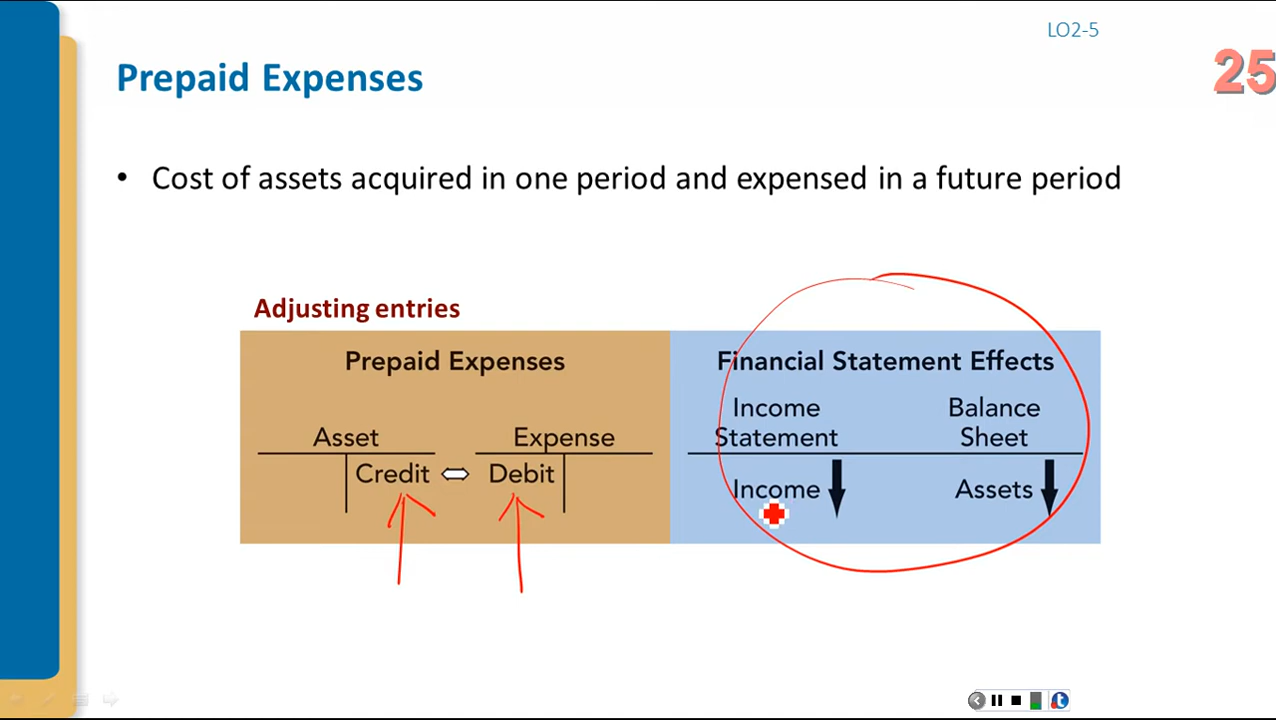 LO2-5
Prepaid Expenses
25
• Cost of assets acquired in one period and expensed in a future period
Adjusting entries
Prepaid Expenses
Asset
Expense
Credit
Debit
Financial Statement Effects
Income
Statement
Balance
Sheet
Income
Assets